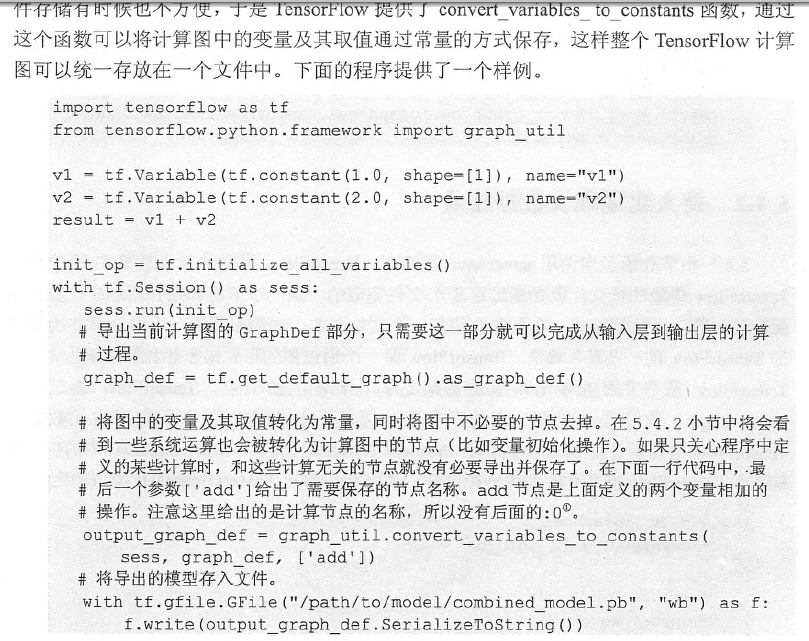 件存储有时候也不方便，于是 TensorFlow 提供了 convert_variables_to_constants 函数，通过
这个函数可以将计算图中的变量及其取值通过常量的方式保存，这样整个 TensorFlow 计算
图可以统一存放在一个文件中。下面的程序提供了一个样例。
import tensorflow as tf
from tensorflow.python.framework import graph_util
v1 = tf.Variable(tf.constant(1.0, shape=[1]), name="v1")
v2 = tf.Variable(tf.constant(2.0, shape=[1]), name="v2")
result = v1 + v2
init_op = tf.initialize_all_variables()
with tf.Session() as sess:
sess.run(init_op)
# 导出当前计算图的 GraphDef 部分，只需要这一部分就可以完成从输入层到输出层的计算
# 过程。
graph_def = tf.get_default_graph().as_graph_def()
# 将图中的变量及其取值转化为常量，同时将图中不必要的节点去掉。在 5.4.2 小节中将会看
# 到一些系统运算也会被转化为计算图中的节点（比如变量初始化操作）。如果只关心程序中定
# 义的某些计算时，和这些计算无关的节点就没有必要导出并保存了。在下面一行代码中，最
# 后一个参数['add']给出了需要保存的节点名称。add 节点是上面定义的两个变量相加的
# 操作。注意这里给出的是计算节点的名称，所以没有后面的:0①。
output_graph_def = graph_util.convert_variables_to_constants(
sess, graph_def, ['add'])
# 将导出的模型存入文件。
with tf.gfile.GFile("/path/to/model/combined_model.pb", "wb") as f:
f.write(output_graph_def.SerializeToString())